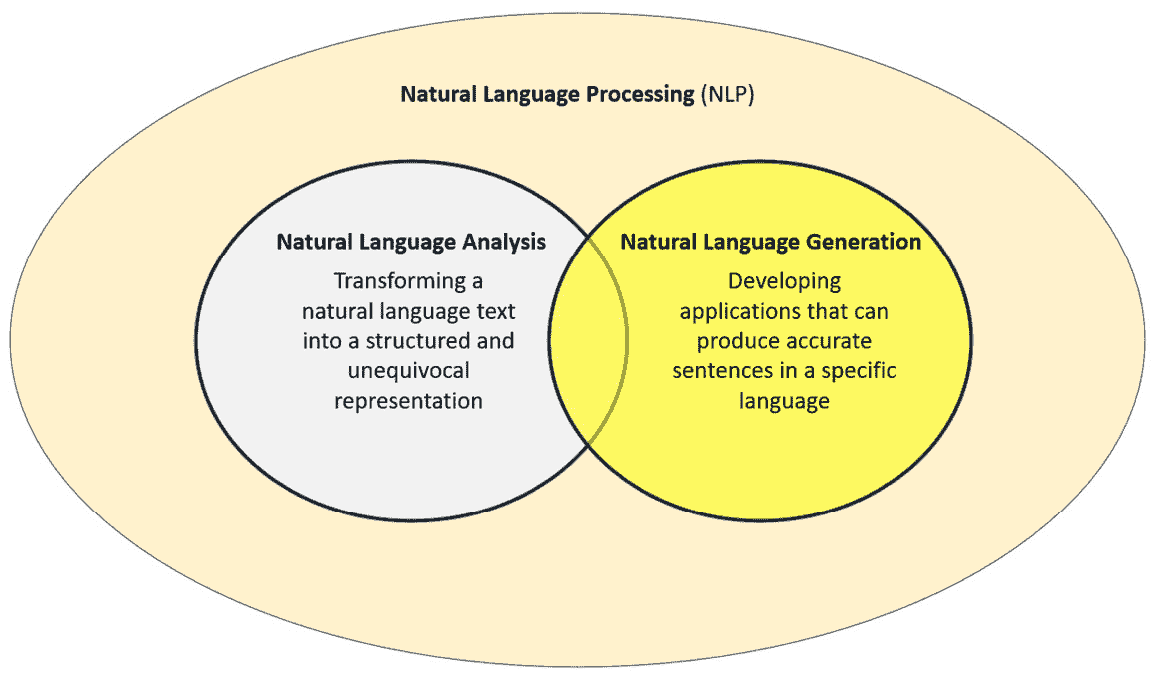 Natural Language Processing (NLP)
Natural Language Analysis
Transforming a
natural language text
into a structured and
unequivocal
representation
Natural Language Generation
Developing
applications that can
produce accurate
sentences in a specific
language